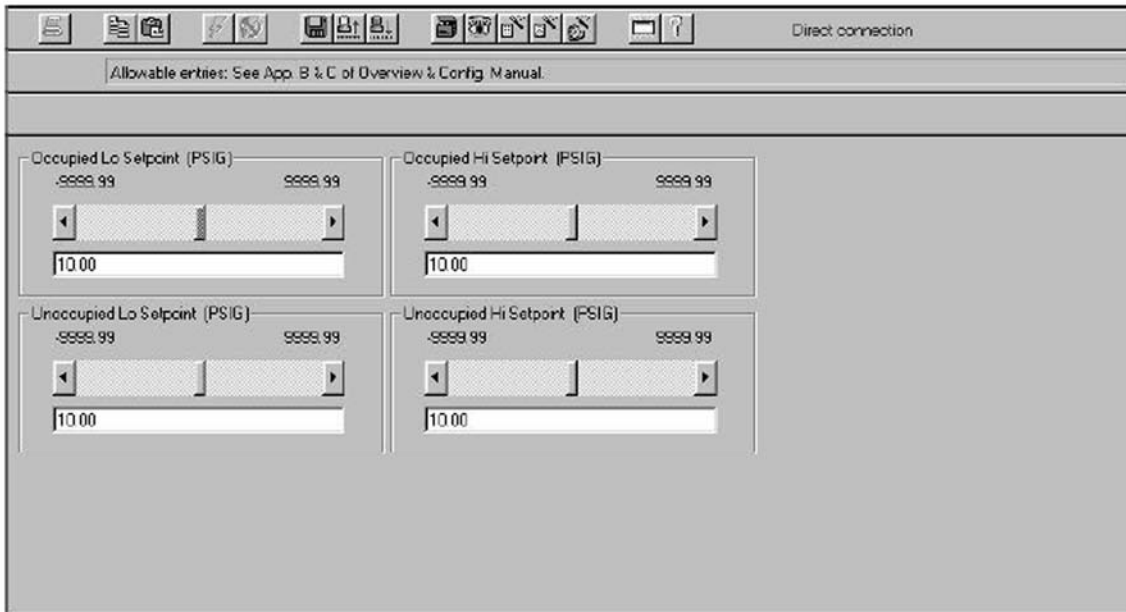 Direct connection
Allowable entries: See App. B & C of Overview & Config. Manual.
Occupied Lo Setpoint (PSIG)
-9999.99 9999.99
10.00
Occupied Hi Setpoint (PSIG)
-9999.99 9999.99
10.00
Unoccupied Lo Setpoint (PSIG)
-9999.99 9999.99
10.00
Unoccupied Hi Setpoint (PSIG)
-9999.99 9999.99
10.00